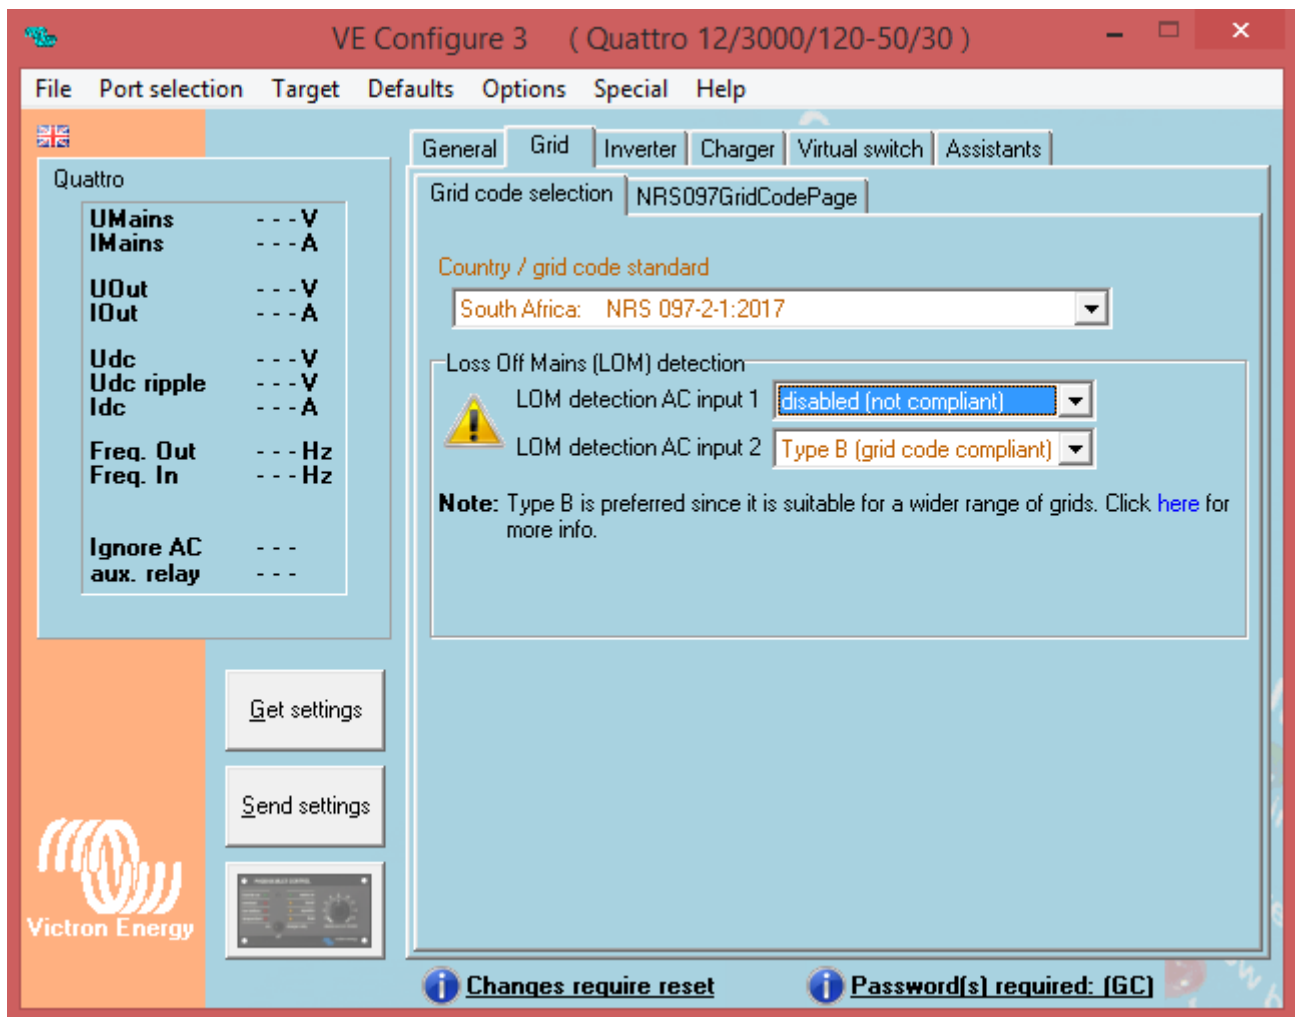 VE Configure 3 ( Quattro 12/3000/120-50/30 )
File Port selection Target Defaults Options Special Help
General Grid Inverter Charger Virtual switch Assistants
Grid code selection NRS097GridCodePage
Quattro
UMains - - - V
IMains - - - A
UOut - - - V
IOut - - - A
Udc - - - V
Udc ripple - - - V
Idc - - - A
Freq. Out - - - Hz
Freq. In - - - Hz
Ignore AC - - -
aux. relay - - -
Country / grid code standard
South Africa: NRS 097-2-1:2017
Loss Off Mains (LOM) detection
LOM detection AC input 1 disabled (not compliant)
LOM detection AC input 2 Type B (grid code compliant)
Note: Type B is preferred since it is suitable for a wider range of grids. Click here for
more info.
Get settings
Send settings
Victron Energy
Changes require reset
Password(s) required: (GC)